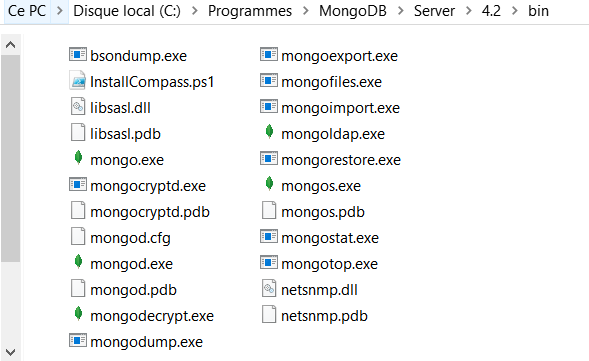 Ce PC > Disque local (C:) > Programmes > MongoDB > Server > 4.2 > bin
bsondump.exe
InstallCompass.ps1
libsasl.dll
libsasl.pdb
mongo.exe
mongocryptd.exe
mongocryptd.pdb
mongod.cfg
mongod.exe
mongod.pdb
mongodecrypt.exe
mongodump.exe
mongoexport.exe
mongofiles.exe
mongoimport.exe
mongoldap.exe
mongorestore.exe
mongos.exe
mongos.pdb
mongostat.exe
mongotop.exe
netsnmp.dll
netsnmp.pdb